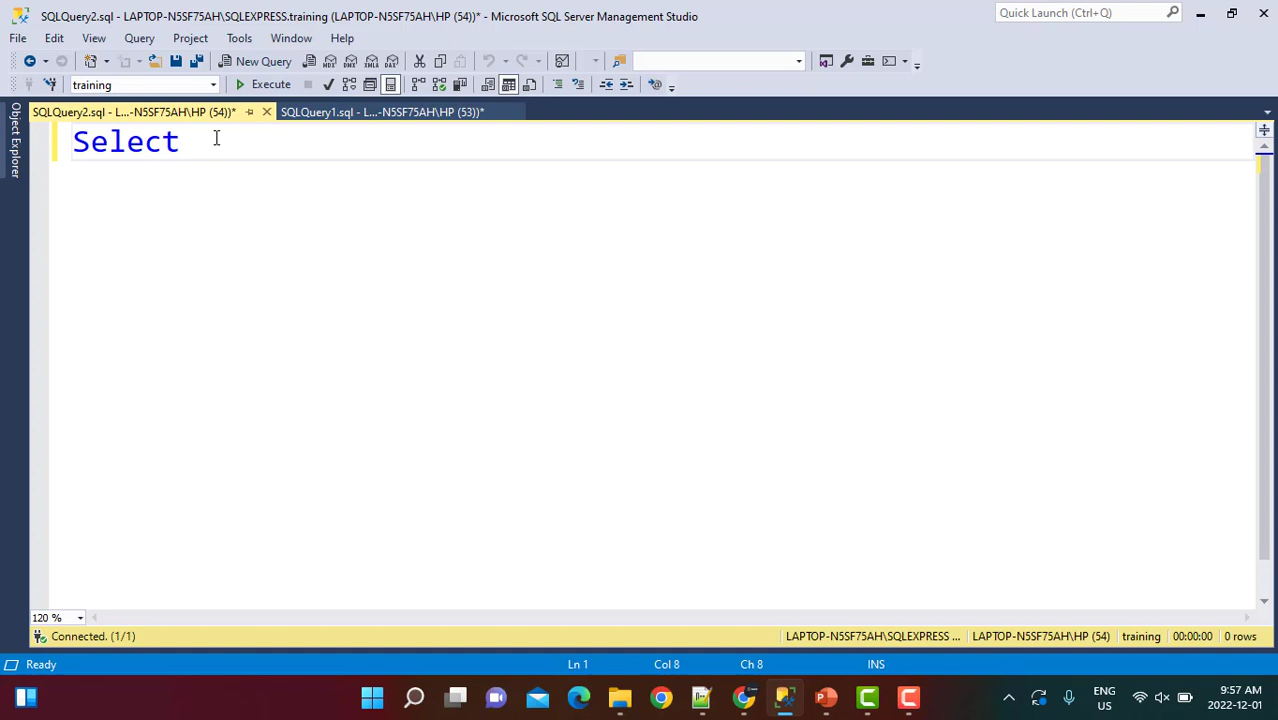 SQLQuery2.sql - LAPTOP-N5SF75AH\SQLEXPRESS.training (LAPTOP-N5SF75AH\HP (54))* - Microsoft SQL Server Management Studio
Quick Launch (Ctrl+Q)
File Edit View Query Project Tools Window Help
New Query
MDX DMX XMLA DAX
training Execute
SQLQuery2.sql - L...-N5SF75AH\HP (54))* SQLQuery1.sql - L...-N5SF75AH\HP (53))*
Object Explorer
Select
120 %
Connected. (1/1) LAPTOP-N5SF75AH\SQLEXPRESS ... LAPTOP-N5SF75AH\HP (54) training 00:00:00 0 rows
Ready Ln 1 Col 8 Ch 8 INS
ENG
US
9:57 AM
2022-12-01